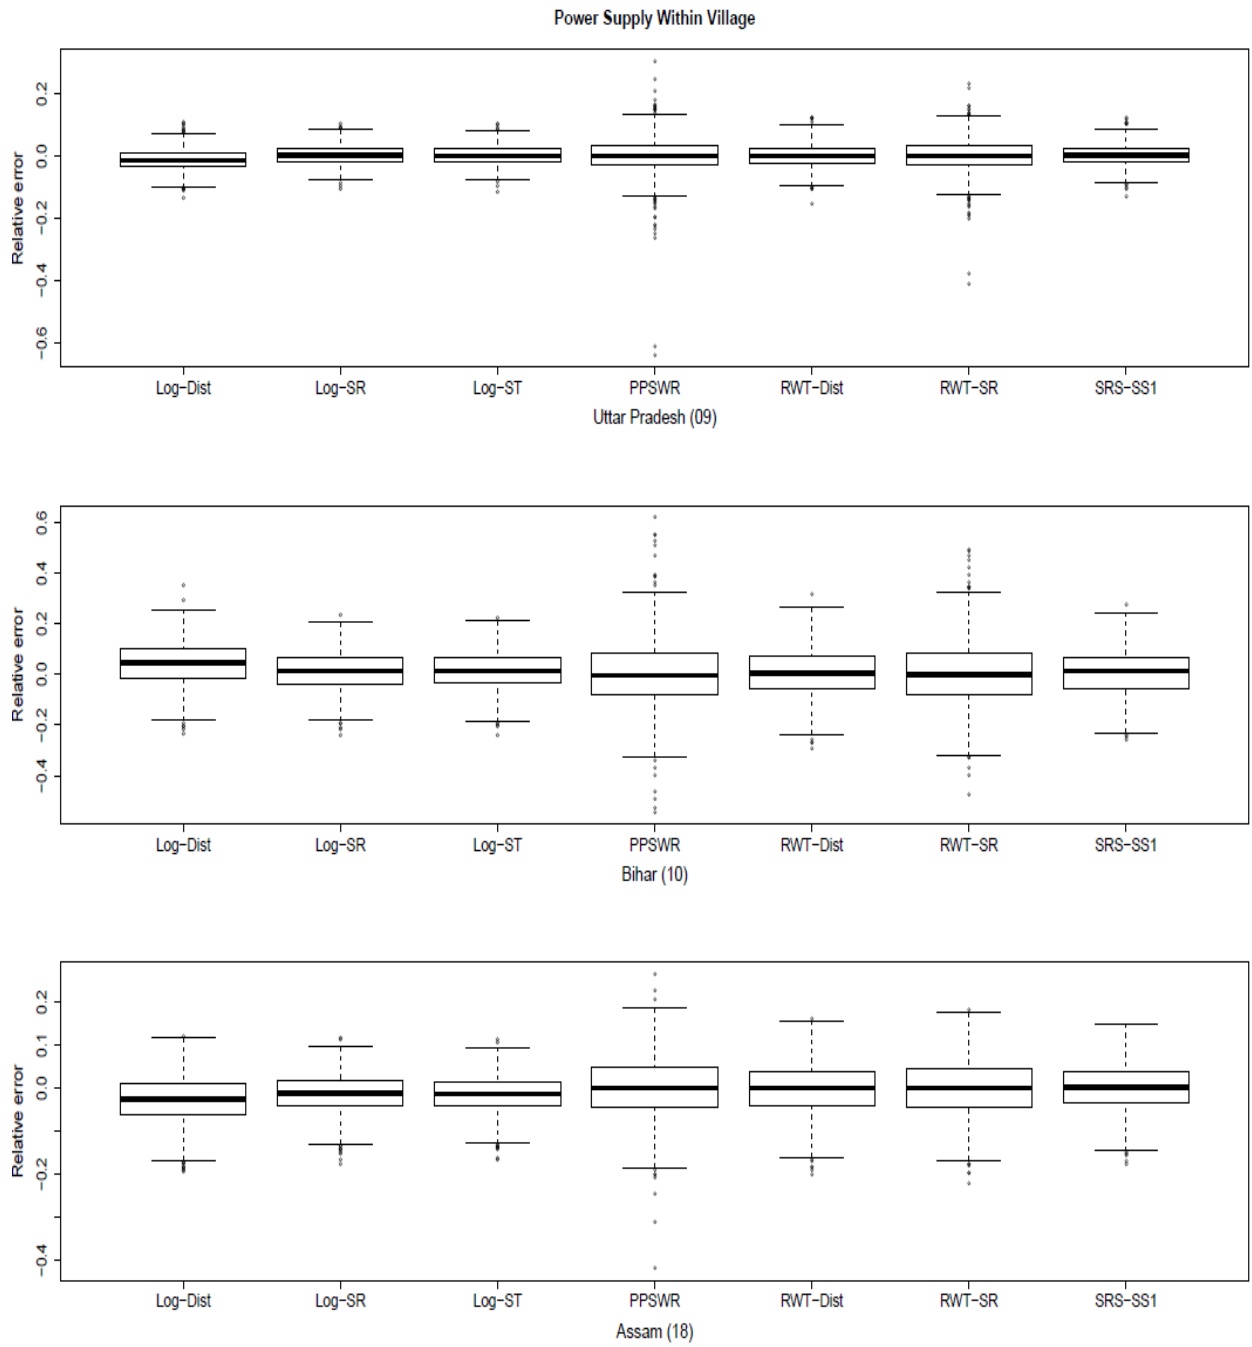 Power Supply Within Village
Relative error
0.2
0.0
−0.2
−0.4
−0.6
Log−Dist Log−SR Log−ST PPSWR RWT−Dist RWT−SR SRS−SS1
Uttar Pradesh (09)
Relative error
0.6
0.4
0.2
0.0
−0.2
−0.4
Log−Dist Log−SR Log−ST PPSWR RWT−Dist RWT−SR SRS−SS1
Bihar (10)
Relative error
0.2
0.1
0.0
−0.2
−0.4
Log−Dist Log−SR Log−ST PPSWR RWT−Dist RWT−SR SRS−SS1
Assam (18)